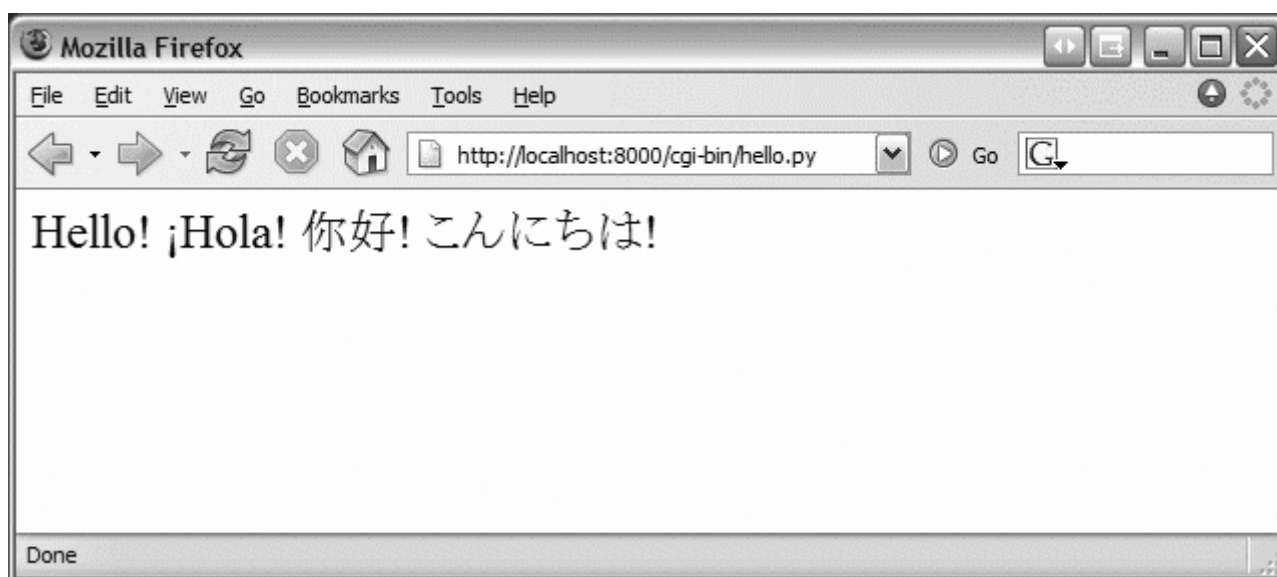 Mozilla Firefox
File Edit View Go Bookmarks Tools Help
http://localhost:8000/cgi-bin/hello.py Go G
Hello! ¡Hola! 你好! こんにちは!
Done